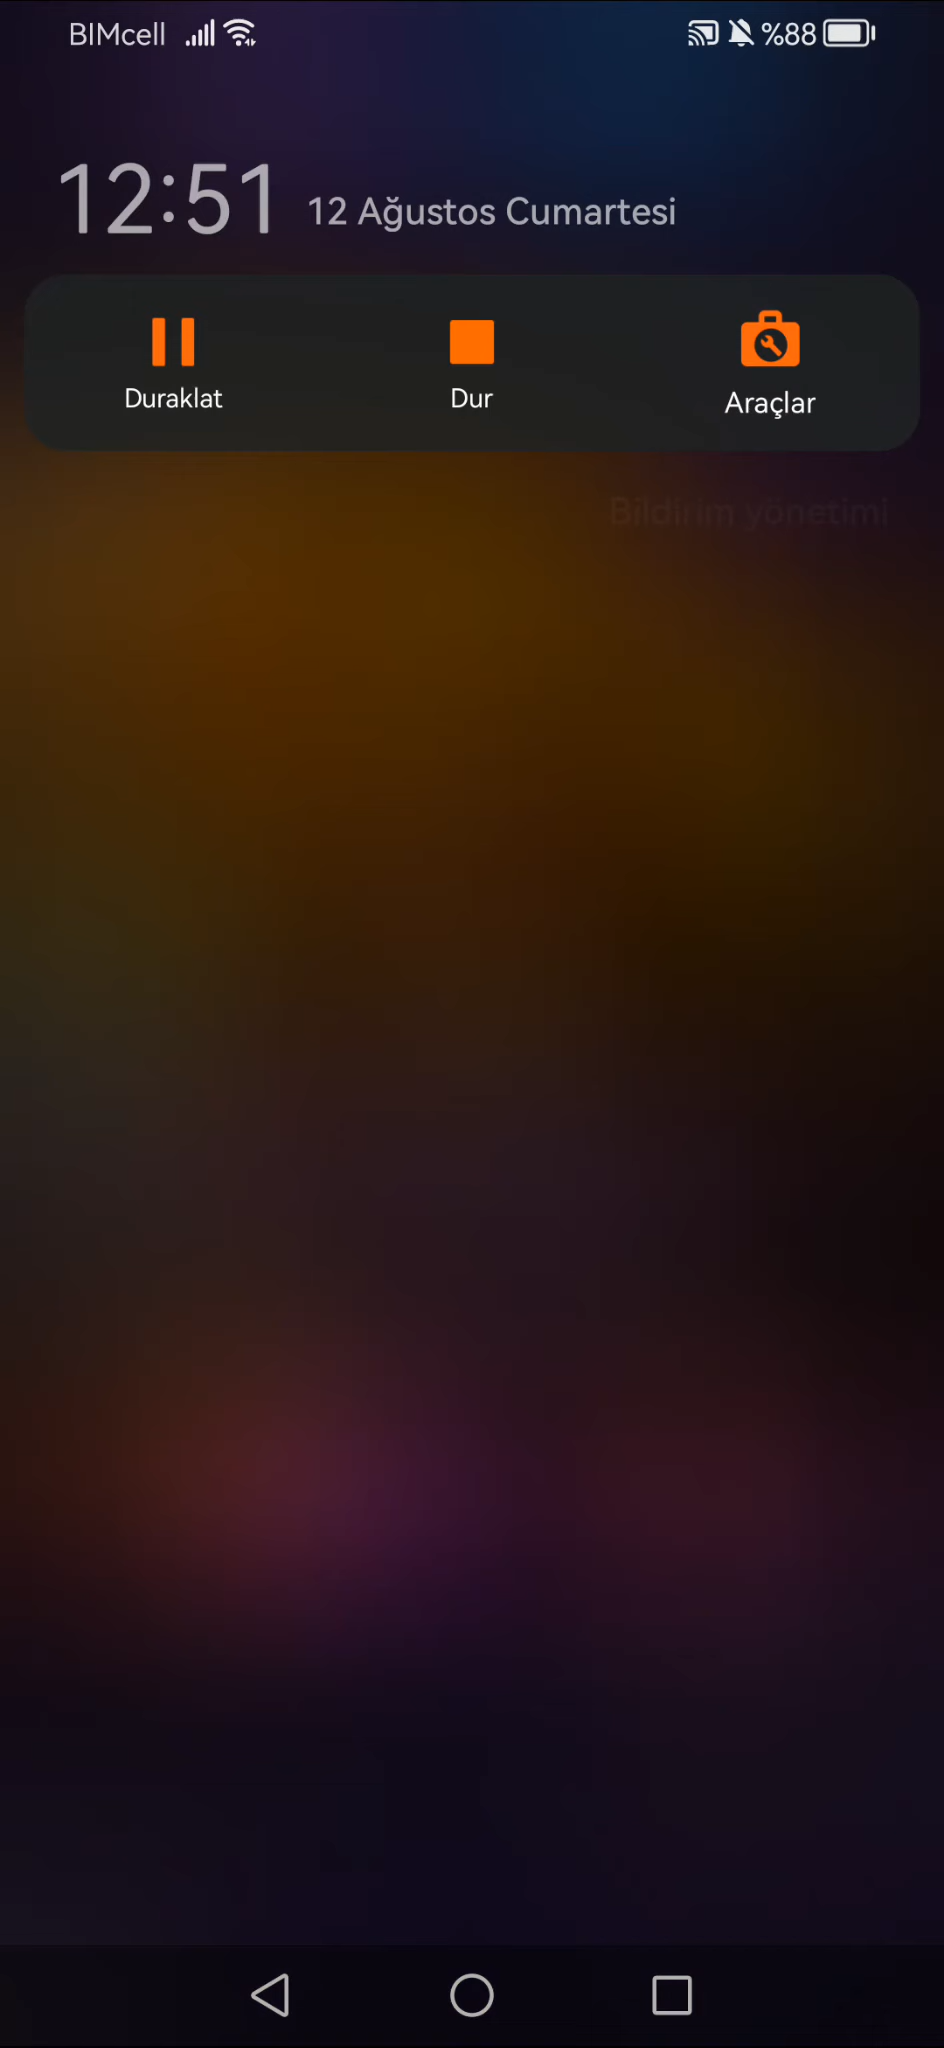 BIMcell %88
12:51 12 Ağustos Cumartesi
Duraklat Dur Araçlar
Bildirim yönetimi